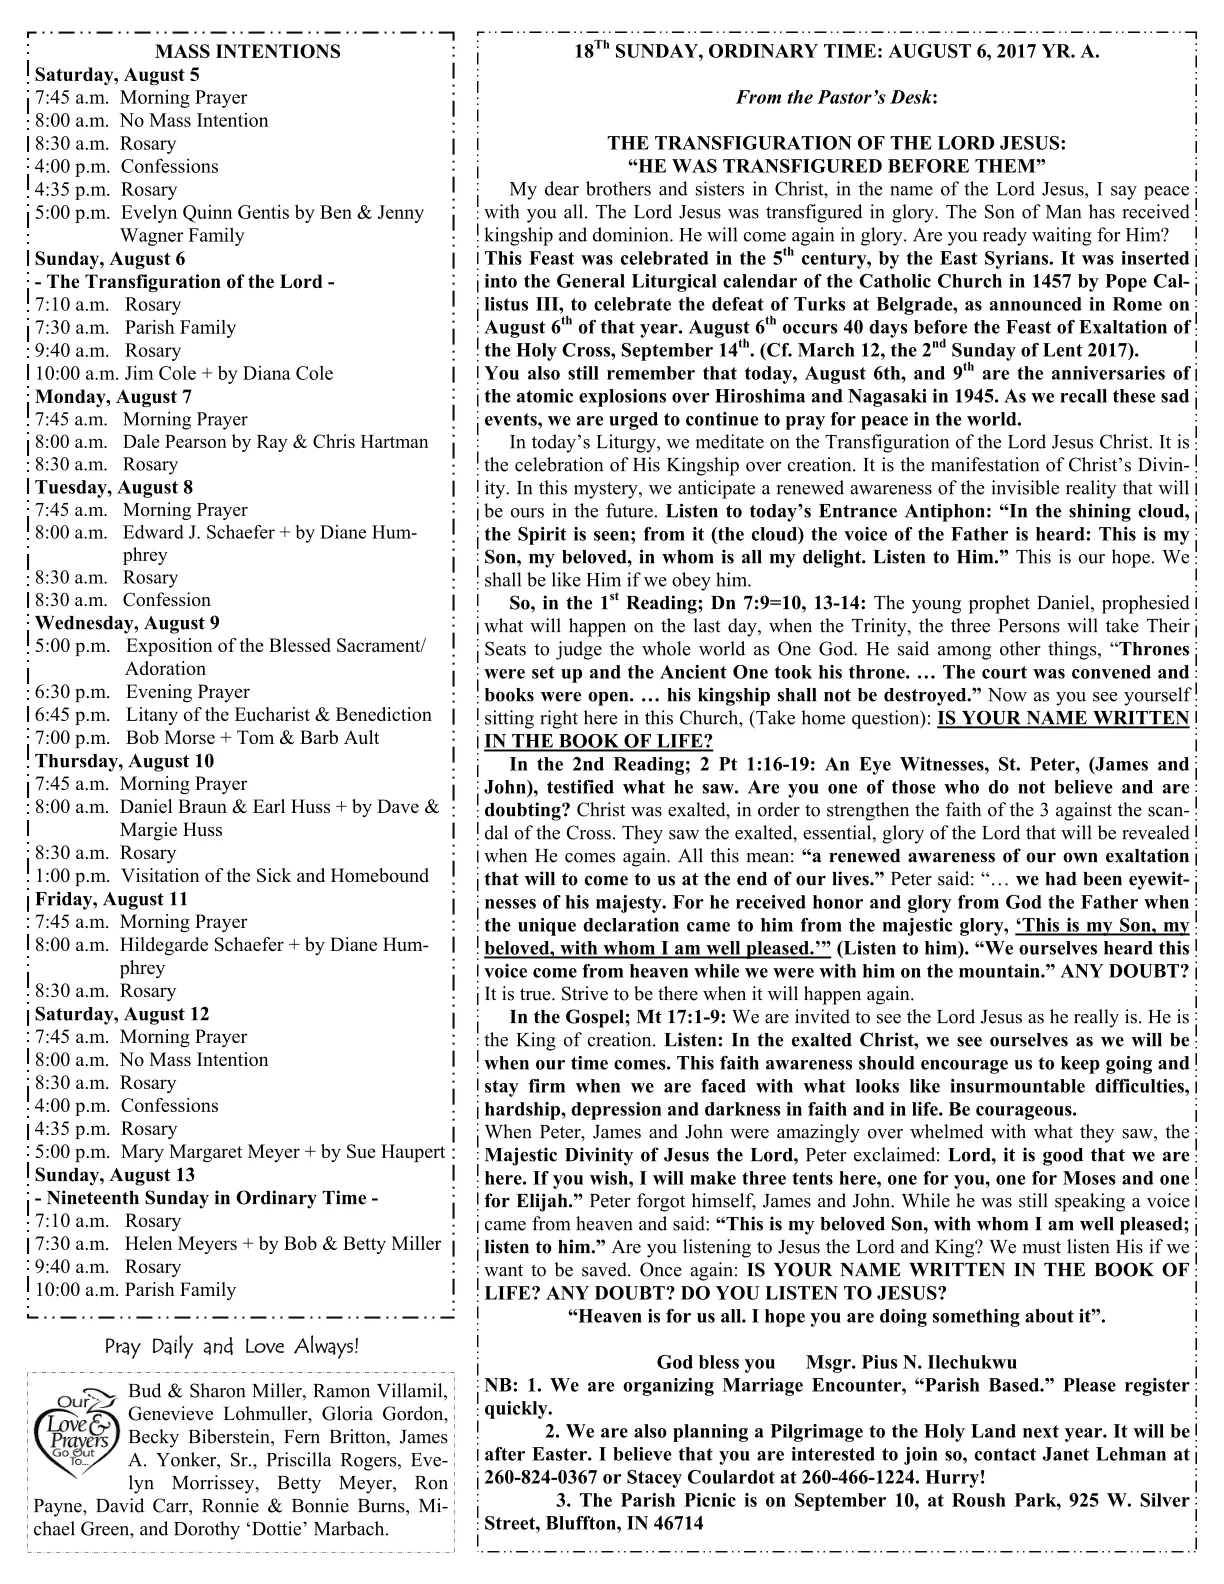 MASS INTENTIONS
Saturday, August 5
7:45 a.m. Morning Prayer
8:00 a.m. No Mass Intention
8:30 a.m. Rosary
4:00 p.m. Confessions
4:35 p.m. Rosary
5:00 p.m. Evelyn Quinn Gentis by Ben & Jenny
Wagner Family
Sunday, August 6
- The Transfiguration of the Lord -
7:10 a.m. Rosary
7:30 a.m. Parish Family
9:40 a.m. Rosary
10:00 a.m. Jim Cole + by Diana Cole
Monday, August 7
7:45 a.m. Morning Prayer
8:00 a.m. Dale Pearson by Ray & Chris Hartman
8:30 a.m. Rosary
Tuesday, August 8
7:45 a.m. Morning Prayer
8:00 a.m. Edward J. Schaefer + by Diane Hum-
phrey
8:30 a.m. Rosary
8:30 a.m. Confession
Wednesday, August 9
5:00 p.m. Exposition of the Blessed Sacrament/
Adoration
6:30 p.m. Evening Prayer
6:45 p.m. Litany of the Eucharist & Benediction
7:00 p.m. Bob Morse + Tom & Barb Ault
Thursday, August 10
7:45 a.m. Morning Prayer
8:00 a.m. Daniel Braun & Earl Huss + by Dave &
Margie Huss
8:30 a.m. Rosary
1:00 p.m. Visitation of the Sick and Homebound
Friday, August 11
7:45 a.m. Morning Prayer
8:00 a.m. Hildegarde Schaefer + by Diane Hum-
phrey
8:30 a.m. Rosary
Saturday, August 12
7:45 a.m. Morning Prayer
8:00 a.m. No Mass Intention
8:30 a.m. Rosary
4:00 p.m. Confessions
4:35 p.m. Rosary
5:00 p.m. Mary Margaret Meyer + by Sue Haupert
Sunday, August 13
- Nineteenth Sunday in Ordinary Time -
7:10 a.m. Rosary
7:30 a.m. Helen Meyers + by Bob & Betty Miller
9:40 a.m. Rosary
10:00 a.m. Parish Family
Pray Daily and Love Always!
Our
Love &
Prayers
Go Out
To...
Bud & Sharon Miller, Ramon Villamil,
Genevieve Lohmuller, Gloria Gordon,
Becky Biberstein, Fern Britton, James
A. Yonker, Sr., Priscilla Rogers, Eve-
lyn Morrissey, Betty Meyer, Ron
Payne, David Carr, Ronnie & Bonnie Burns, Mi-
chael Green, and Dorothy ‘Dottie’ Marbach.
18Th SUNDAY, ORDINARY TIME: AUGUST 6, 2017 YR. A.
From the Pastor’s Desk:
THE TRANSFIGURATION OF THE LORD JESUS:
“HE WAS TRANSFIGURED BEFORE THEM”
My dear brothers and sisters in Christ, in the name of the Lord Jesus, I say peace
with you all. The Lord Jesus was transfigured in glory. The Son of Man has received
kingship and dominion. He will come again in glory. Are you ready waiting for Him?
This Feast was celebrated in the 5th century, by the East Syrians. It was inserted
into the General Liturgical calendar of the Catholic Church in 1457 by Pope Cal-
listus III, to celebrate the defeat of Turks at Belgrade, as announced in Rome on
August 6th of that year. August 6th occurs 40 days before the Feast of Exaltation of
the Holy Cross, September 14th. (Cf. March 12, the 2nd Sunday of Lent 2017).
You also still remember that today, August 6th, and 9th are the anniversaries of
the atomic explosions over Hiroshima and Nagasaki in 1945. As we recall these sad
events, we are urged to continue to pray for peace in the world.
In today’s Liturgy, we meditate on the Transfiguration of the Lord Jesus Christ. It is
the celebration of His Kingship over creation. It is the manifestation of Christ’s Divin-
ity. In this mystery, we anticipate a renewed awareness of the invisible reality that will
be ours in the future. Listen to today’s Entrance Antiphon: “In the shining cloud,
the Spirit is seen; from it (the cloud) the voice of the Father is heard: This is my
Son, my beloved, in whom is all my delight. Listen to Him.” This is our hope. We
shall be like Him if we obey him.
So, in the 1st Reading; Dn 7:9=10, 13-14: The young prophet Daniel, prophesied
what will happen on the last day, when the Trinity, the three Persons will take Their
Seats to judge the whole world as One God. He said among other things, “Thrones
were set up and the Ancient One took his throne. … The court was convened and
books were open. … his kingship shall not be destroyed.” Now as you see yourself
sitting right here in this Church, (Take home question): IS YOUR NAME WRITTEN
IN THE BOOK OF LIFE?
In the 2nd Reading; 2 Pt 1:16-19: An Eye Witnesses, St. Peter, (James and
John), testified what he saw. Are you one of those who do not believe and are
doubting? Christ was exalted, in order to strengthen the faith of the 3 against the scan-
dal of the Cross. They saw the exalted, essential, glory of the Lord that will be revealed
when He comes again. All this mean: “a renewed awareness of our own exaltation
that will to come to us at the end of our lives.” Peter said: “… we had been eyewit-
nesses of his majesty. For he received honor and glory from God the Father when
the unique declaration came to him from the majestic glory, ‘This is my Son, my
beloved, with whom I am well pleased.’” (Listen to him). “We ourselves heard this
voice come from heaven while we were with him on the mountain.” ANY DOUBT?
It is true. Strive to be there when it will happen again.
In the Gospel; Mt 17:1-9: We are invited to see the Lord Jesus as he really is. He is
the King of creation. Listen: In the exalted Christ, we see ourselves as we will be
when our time comes. This faith awareness should encourage us to keep going and
stay firm when we are faced with what looks like insurmountable difficulties,
hardship, depression and darkness in faith and in life. Be courageous.
When Peter, James and John were amazingly over whelmed with what they saw, the
Majestic Divinity of Jesus the Lord, Peter exclaimed: Lord, it is good that we are
here. If you wish, I will make three tents here, one for you, one for Moses and one
for Elijah.” Peter forgot himself, James and John. While he was still speaking a voice
came from heaven and said: “This is my beloved Son, with whom I am well pleased;
listen to him.” Are you listening to Jesus the Lord and King? We must listen His if we
want to be saved. Once again: IS YOUR NAME WRITTEN IN THE BOOK OF
LIFE? ANY DOUBT? DO YOU LISTEN TO JESUS?
“Heaven is for us all. I hope you are doing something about it”.
God bless you Msgr. Pius N. Ilechukwu
NB: 1. We are organizing Marriage Encounter, “Parish Based.” Please register
quickly.
2. We are also planning a Pilgrimage to the Holy Land next year. It will be
after Easter. I believe that you are interested to join so, contact Janet Lehman at
260-824-0367 or Stacey Coulardot at 260-466-1224. Hurry!
3. The Parish Picnic is on September 10, at Roush Park, 925 W. Silver
Street, Bluffton, IN 46714